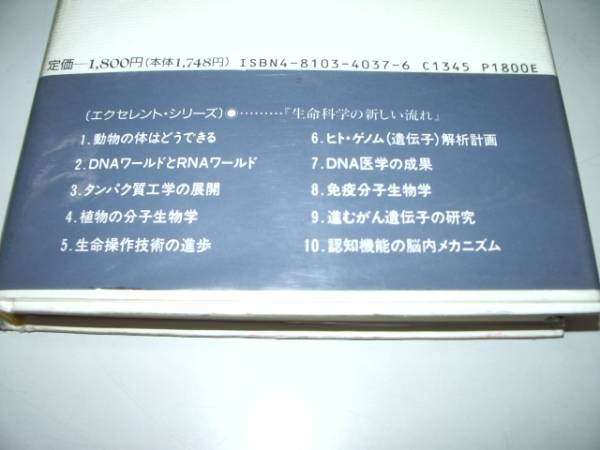 定価—1,800円(本体1,748円) ISBN4-8103-4037-6 C1345 P1800E
〔エクセレント・シリーズ〕●………『生命科学の新しい流れ』
1.動物の体はどうできる
2.DNAワールドとRNAワールド
3.タンパク質工学の展開
4.植物の分子生物学
5.生命操作技術の進歩
6.ヒト・ゲノム(遺伝子)解析計画
7.DNA医学の成果
8.免疫分子生物学
9.進むがん遺伝子の研究
10.認知機能の脳内メカニズム